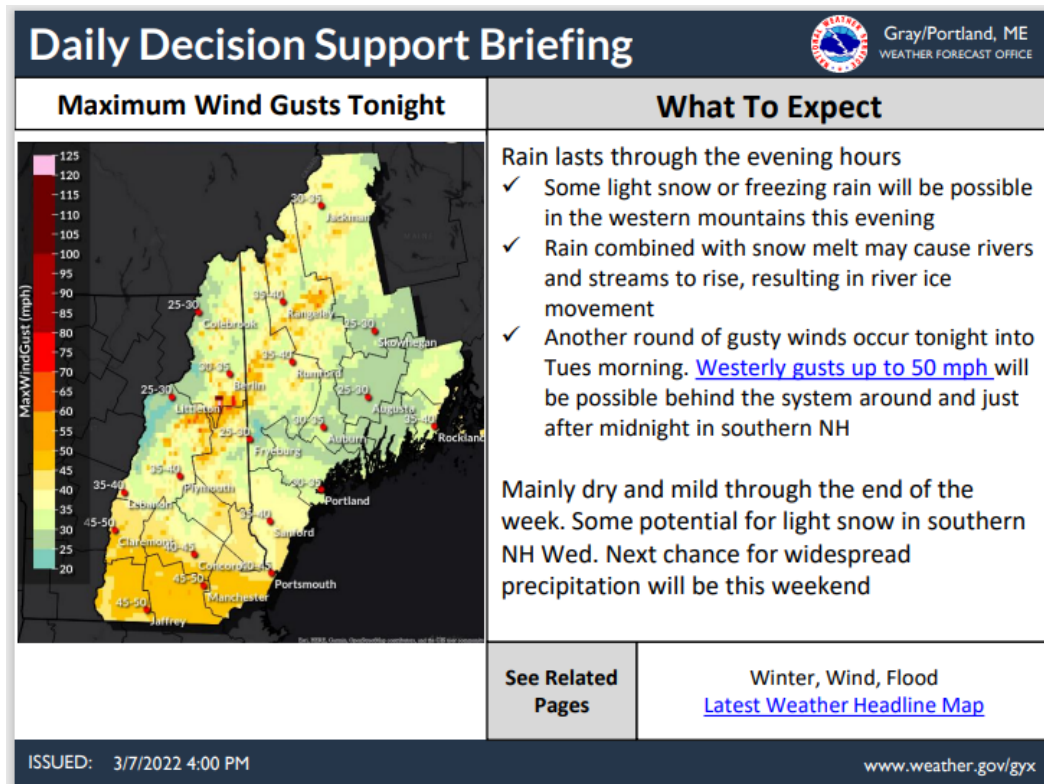 Daily Decision Support Briefing
Gray/Portland, ME
WEATHER FORECAST OFFICE
Maximum Wind Gusts Tonight
What To Expect
MaxWindGust (mph)
125
120
115
110
105
100
90
85
80
75
70
65
60
55
50
45
40
35
30
25
20
30-35
Jackman
25-30
Colebrook
35-40
Rangeley
25-30
Skowhegan
30-35
Berlin
35-40
Rumford
25-30
Littleton
25-30
Augusta
35-40
Rockland
30-35
Auburn
25-30
Fryeburg
35-40
Plymouth
35-40
Lebanon
30-35
Portland
35-40
Sanford
45-50
Claremont
40-45
Concord
40-45
Portsmouth
45-50
Manchester
45-50
Jaffrey
Rain lasts through the evening hours
✓ Some light snow or freezing rain will be possible
in the western mountains this evening
✓ Rain combined with snow melt may cause rivers
and streams to rise, resulting in river ice
movement
✓ Another round of gusty winds occur tonight into
Tues morning. Westerly gusts up to 50 mph will
be possible behind the system around and just
after midnight in southern NH
Mainly dry and mild through the end of the
week. Some potential for light snow in southern
NH Wed. Next chance for widespread
precipitation will be this weekend
See Related
Pages
Winter, Wind, Flood
Latest Weather Headline Map
ISSUED: 3/7/2022 4:00 PM
www.weather.gov/gyx